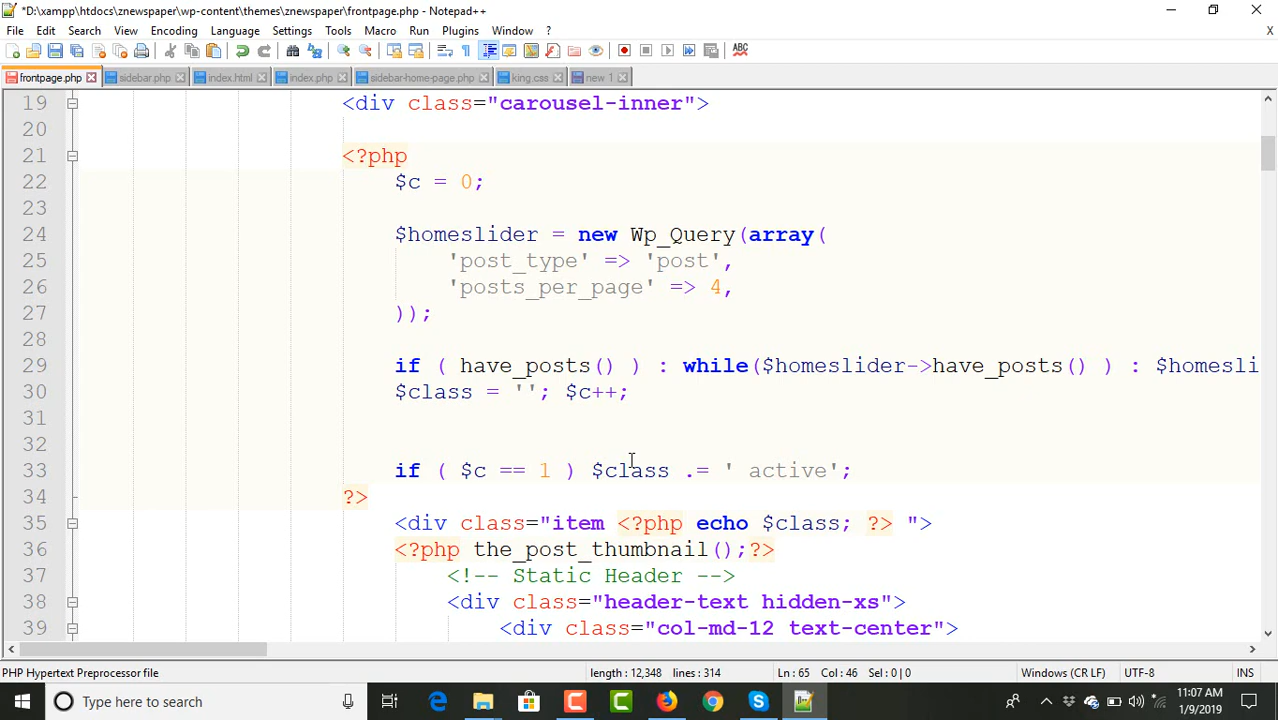 *D:\xampp\htdocs\znewspaper\wp-content\themes\znewspaper\frontpage.php - Notepad++
File Edit Search View Encoding Language Settings Tools Macro Run Plugins Window ?
X
frontpage.php sidebar.php index.html index.php sidebar-home-page.php king.css new 1
19 <div class="carousel-inner">
20
21 <?php
22 $c = 0;
23
24 $homeslider = new Wp_Query(array(
25 'post_type' => 'post',
26 'posts_per_page' => 4,
27 ));
28
29 if ( have_posts() ) : while($homeslider->have_posts() ) : $homesli
30 $class = ''; $c++;
31
32
33 if ( $c == 1 ) $class .= ' active';
34 ?>
35 <div class="item <?php echo $class; ?> ">
36 <?php the_post_thumbnail();?>
37 <!-- Static Header -->
38 <div class="header-text hidden-xs">
39 <div class="col-md-12 text-center">
PHP Hypertext Preprocessor file length : 12,348 lines : 314 Ln : 65 Col : 46 Sel : 0 | 0 Windows (CR LF) UTF-8 INS
Type here to search
11:07 AM
1/9/2019